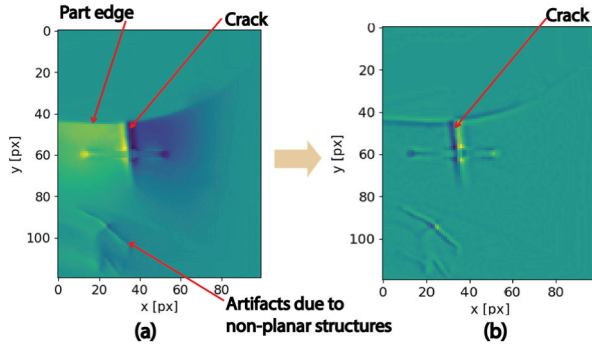 Part edge
Crack
0
20
40
60
80
100
y [px]
0 20 40 60 80
x [px]
(a)
Artifacts due to
non-planar structures
Crack
0
20
40
60
80
100
y [px]
0 20 40 60 80
x [px]
(b)